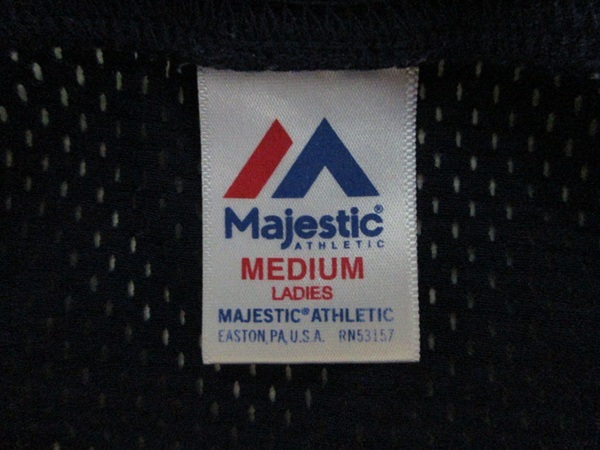 Majestic®
ATHLETIC
MEDIUM
LADIES
MAJESTIC® ATHLETIC
EASTON, PA, U.S.A. RN53157